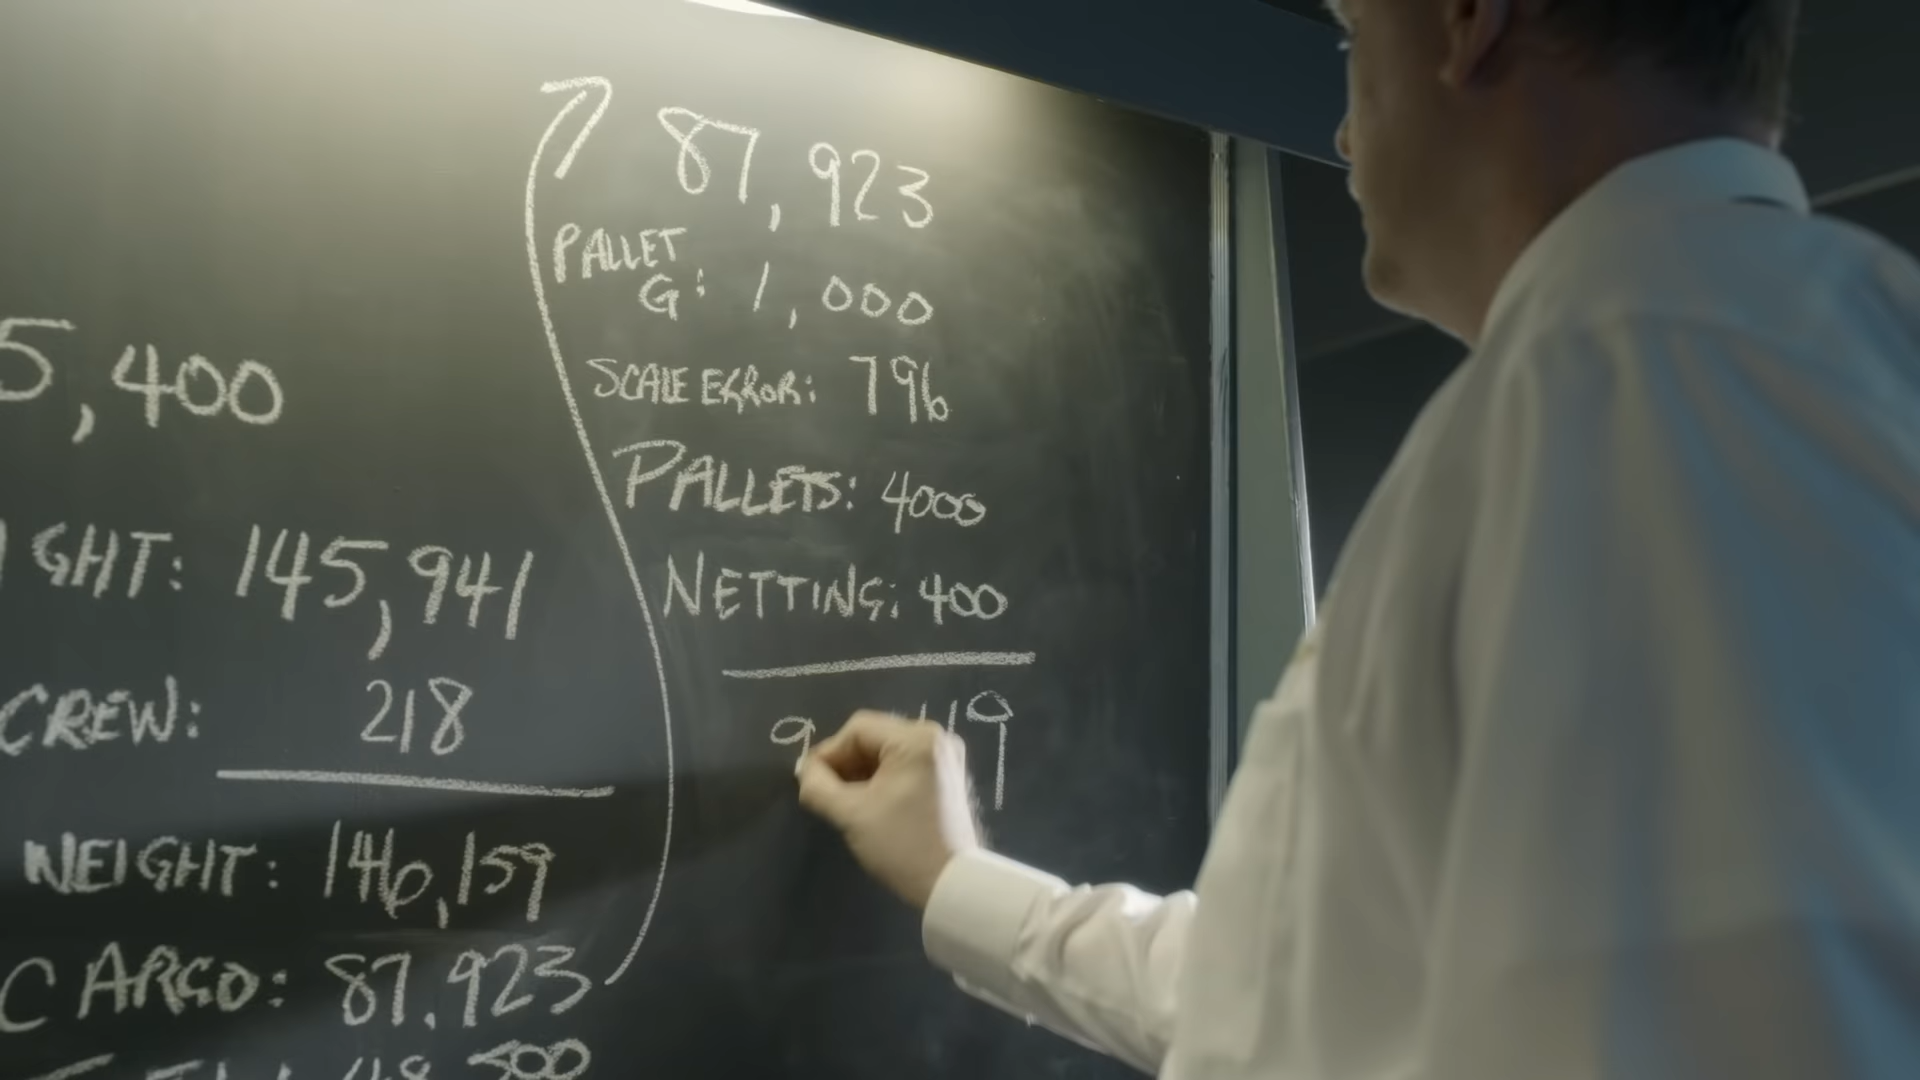 5,400
IGHT: 145,941
CREW: 218
WEIGHT: 146,159
CARGO: 87,923
87,923
PALLET
G: 1,000
SCALE ERROR: 796
PALLETS: 4000
NETTING: 400